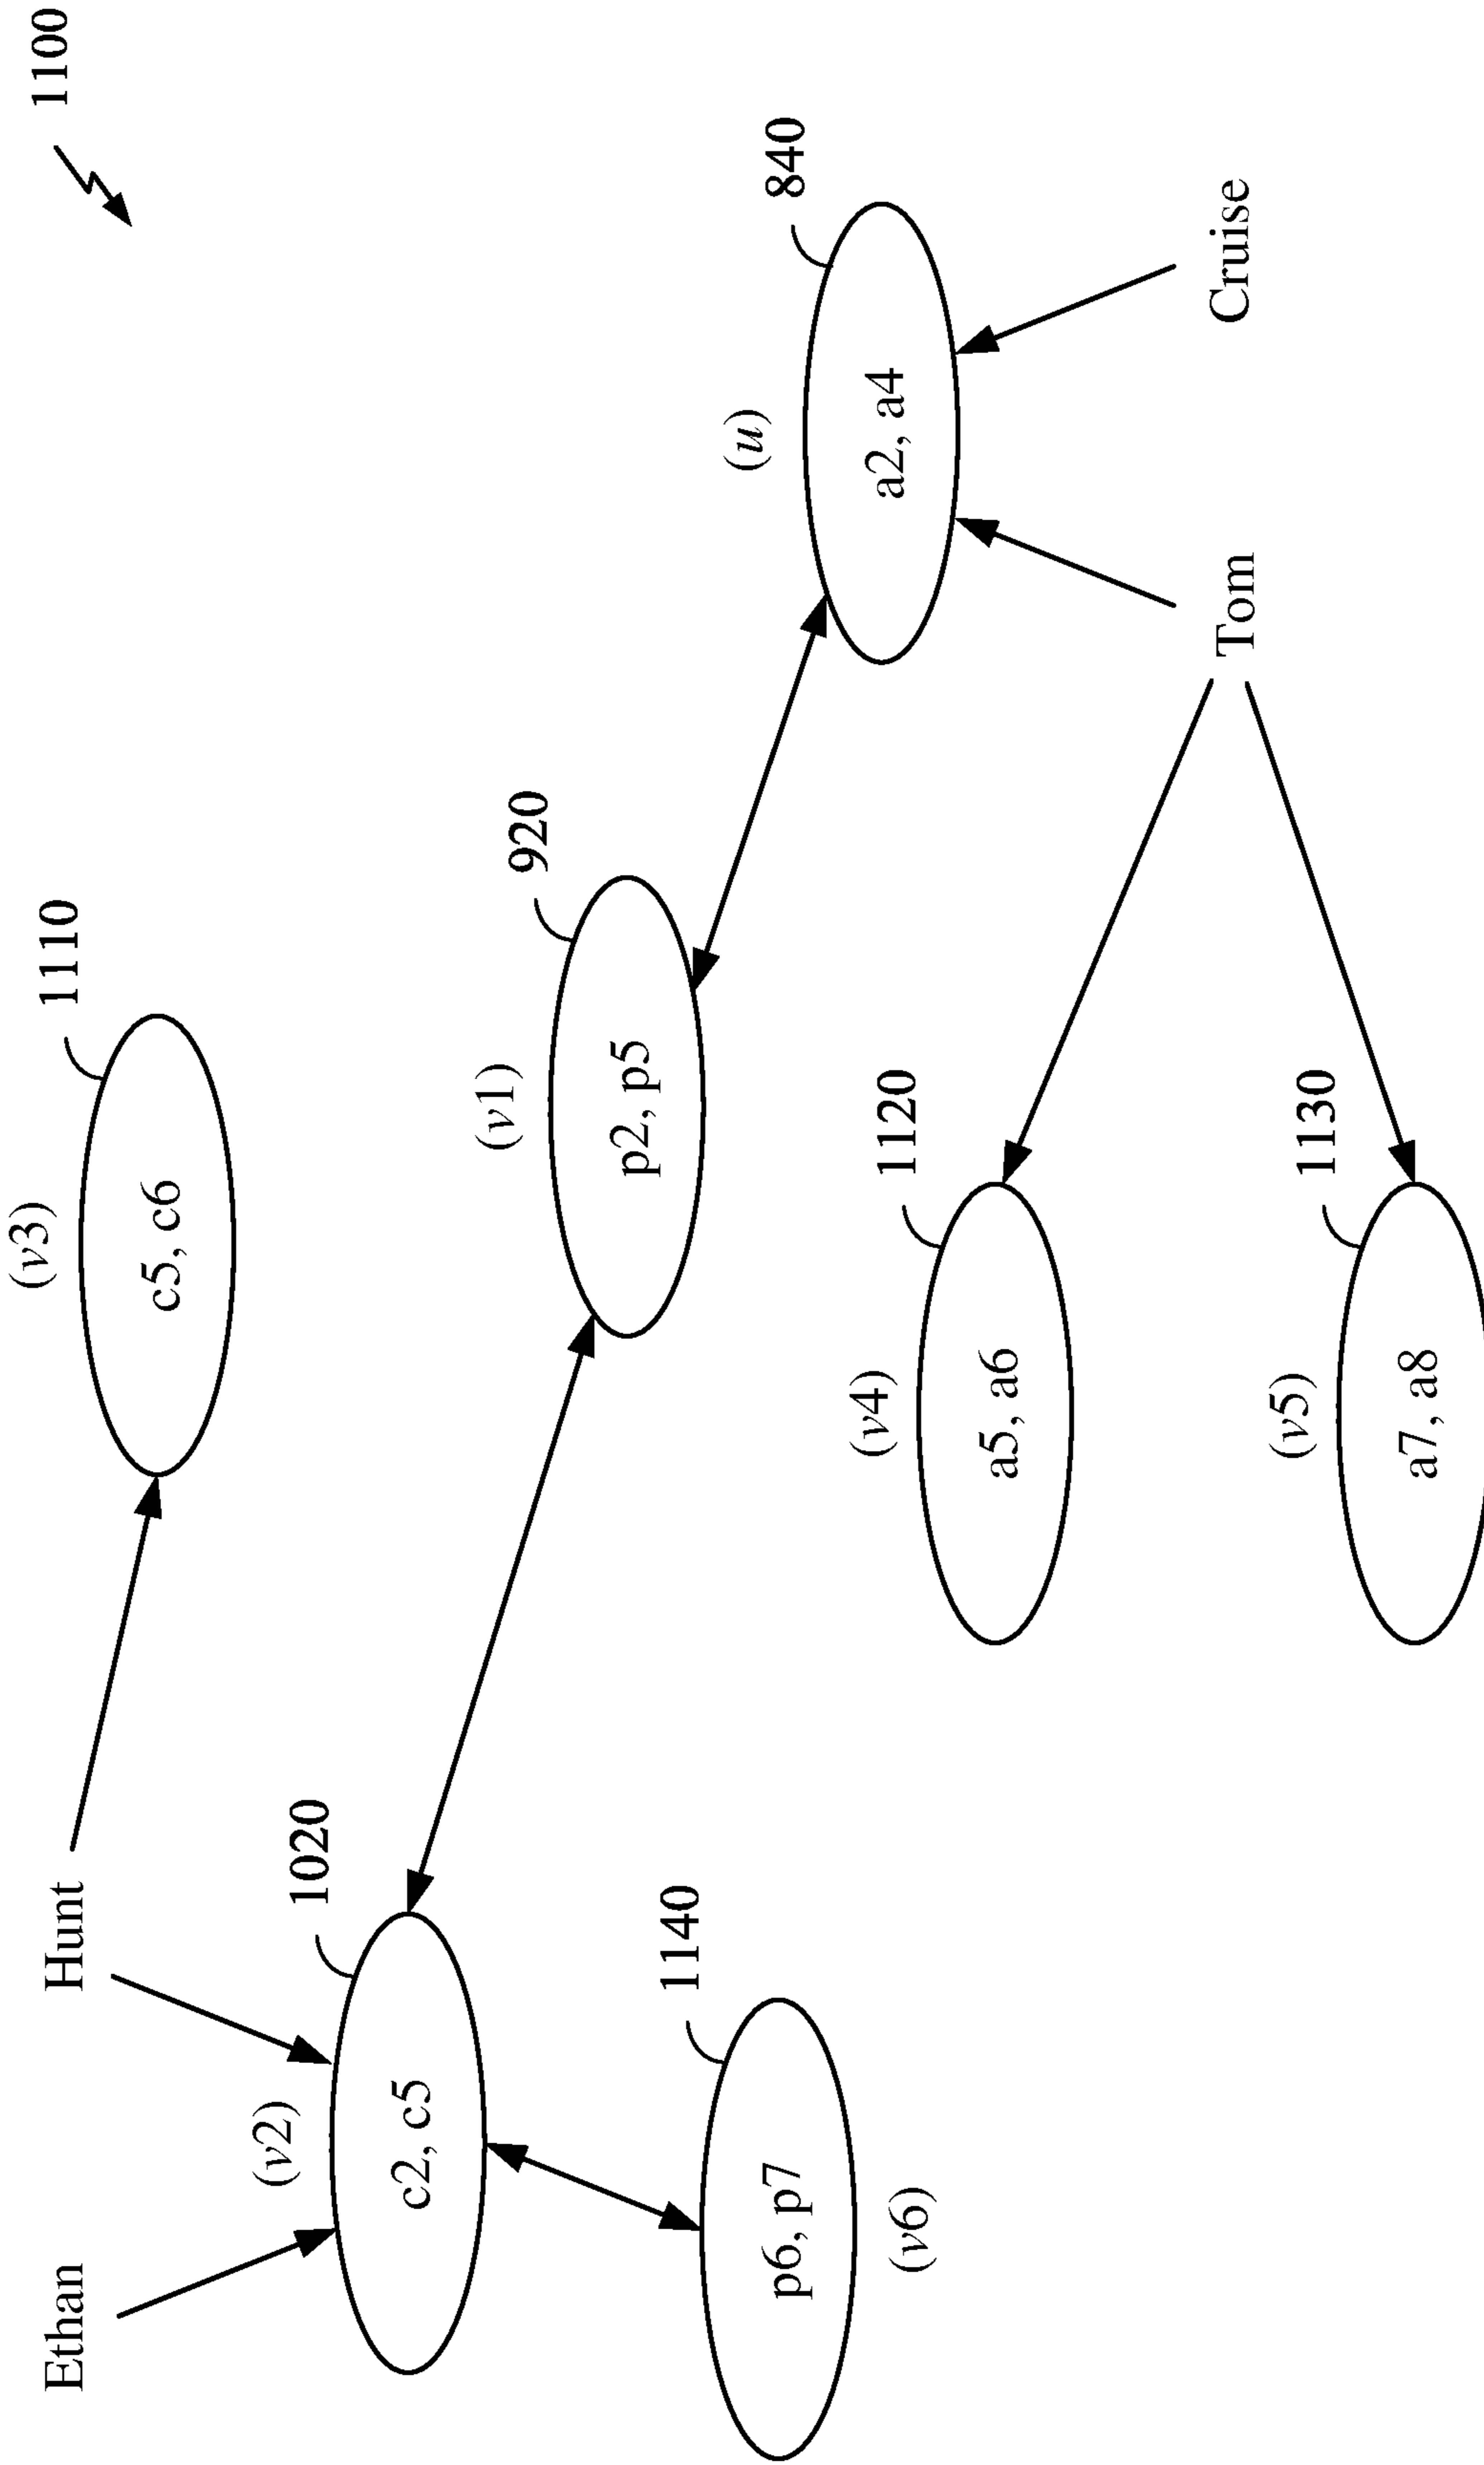 1100
Ethan
Hunt
(v3)
1110
c5, c6
(v2)
1020
c2, c5
(v1)
920
p2, p5
1140
p6, p7
(v6)
(u)
840
a2, a4
(v4)
1120
a5, a6
Tom
Cruise
(v5)
1130
a7, a8